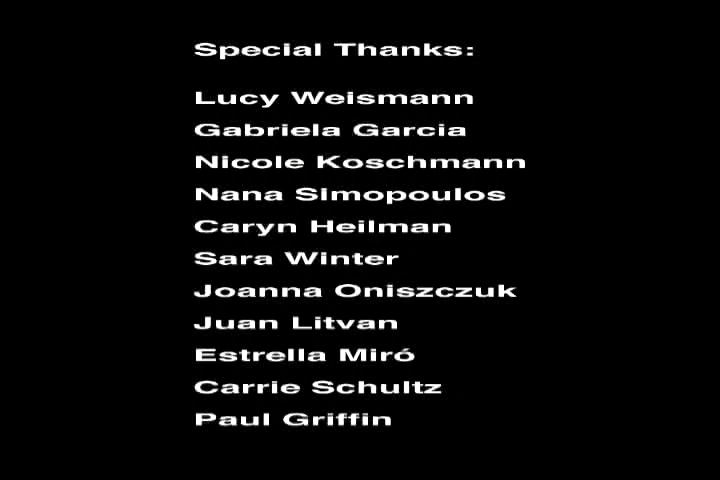 Special Thanks:
Lucy Weismann
Gabriela Garcia
Nicole Koschmann
Nana Simopoulos
Caryn Heilman
Sara Winter
Joanna Oniszczuk
Juan Litvan
Estrella Miró
Carrie Schultz
Paul Griffin